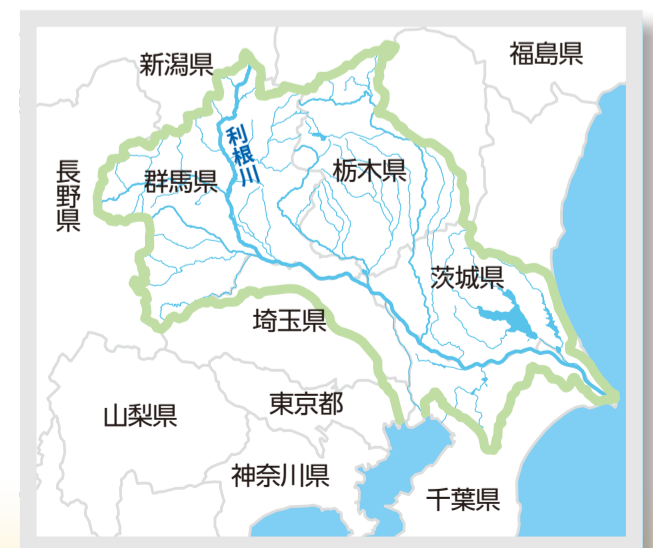 福島県
新潟県
利根川
長野県
群馬県
栃木県
茨城県
埼玉県
東京都
山梨県
神奈川県
千葉県